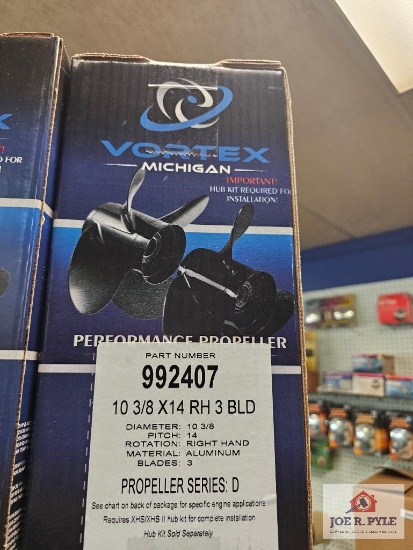 VORTEX
MICHIGAN
IMPORTANT!
HUB KIT REQUIRED FO
INSTALLATION!
PERFORMANCE PROPELLER
PART NUMBER
992407
10 3/8 X14 RH 3 BLD
DIAMETER: 10 3/8
PITCH: 14
ROTATION: RIGHT HAND
MATERIAL: ALUMINUM
BLADES: 3
PROPELLER SERIES: D
See chart on back of package for specific engine applications
Requires XHS/XHS II hub kit for complete installation
Hub Kit Sold Separately
X
NT!
ED FOR
N!
JOE R. PYLE